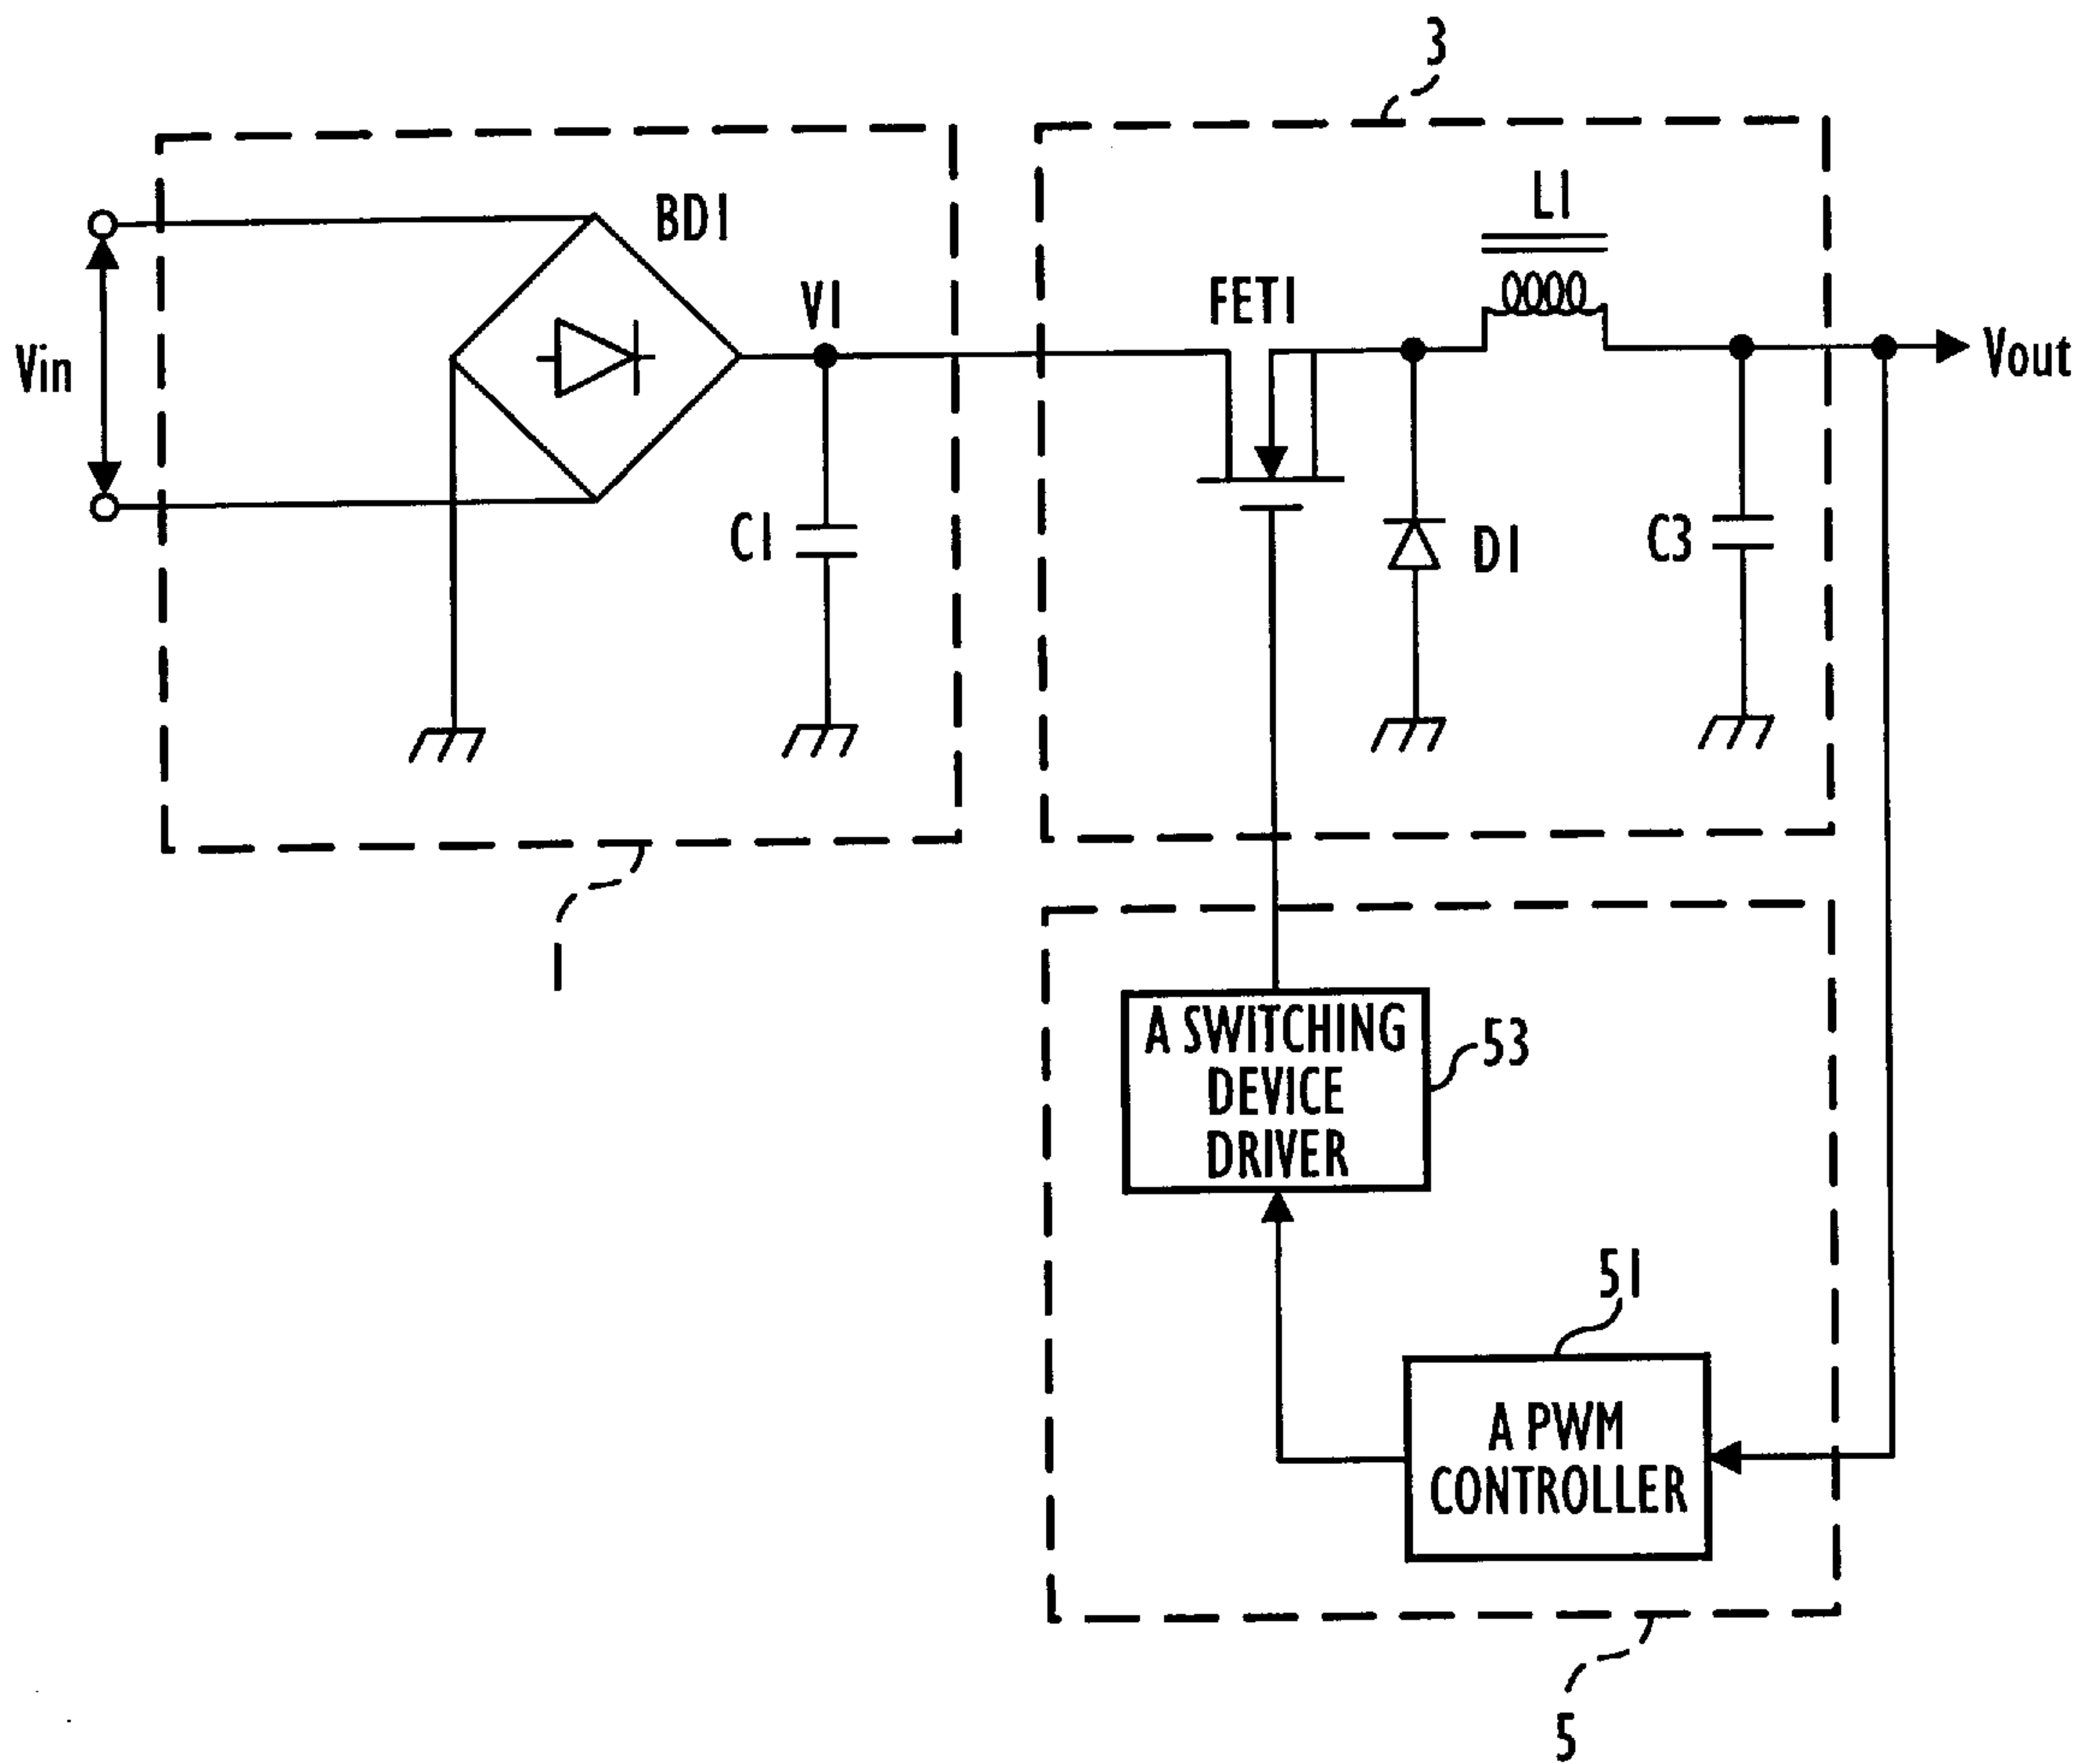 3
BD1
L1
V1
FET1
Vin
Vout
C1
D1
C3
1
A SWITCHING
DEVICE
DRIVER
53
51
A PWM
CONTROLLER
5